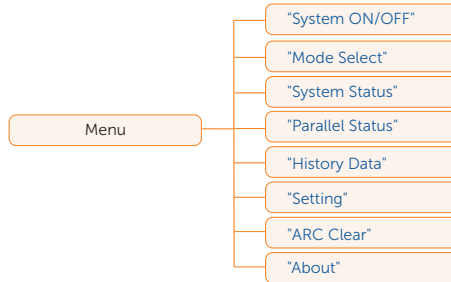 "System ON/OFF"
"Mode Select"
"System Status"
Menu
"Parallel Status"
"History Data"
"Setting"
"ARC Clear"
"About"